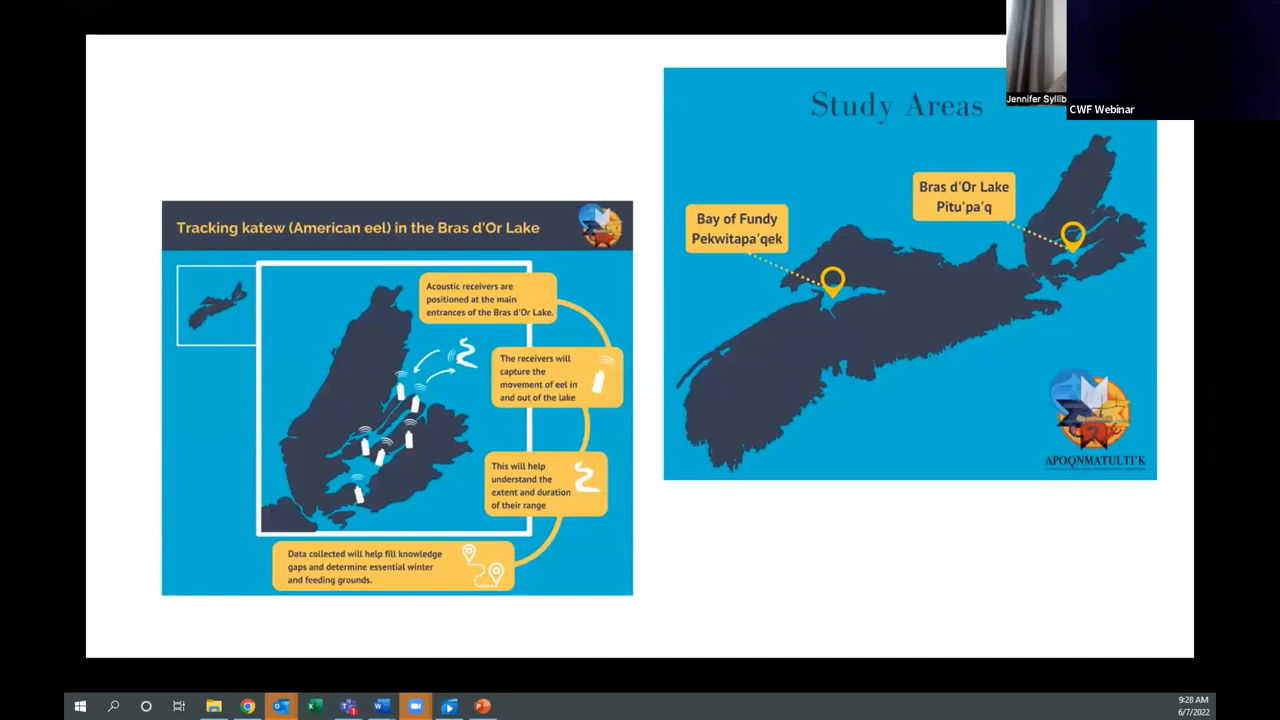 Jennifer Syllib
CWF Webinar
Study Areas
Bay of Fundy
Pekwitapa'qek
Bras d'Or Lake
Pitu'pa'q
APOQNMATULTI'K
Tracking katew (American eel) in the Bras d'Or Lake
Acoustic receivers are
positioned at the main
entrances of the Bras d'Or Lake.
The receivers will
capture the
movement of eel in
and out of the lake
This will help
understand the
extent and duration
of their range
Data collected will help fill knowledge
gaps and determine essential winter
and feeding grounds.
9:28 AM
6/7/2022